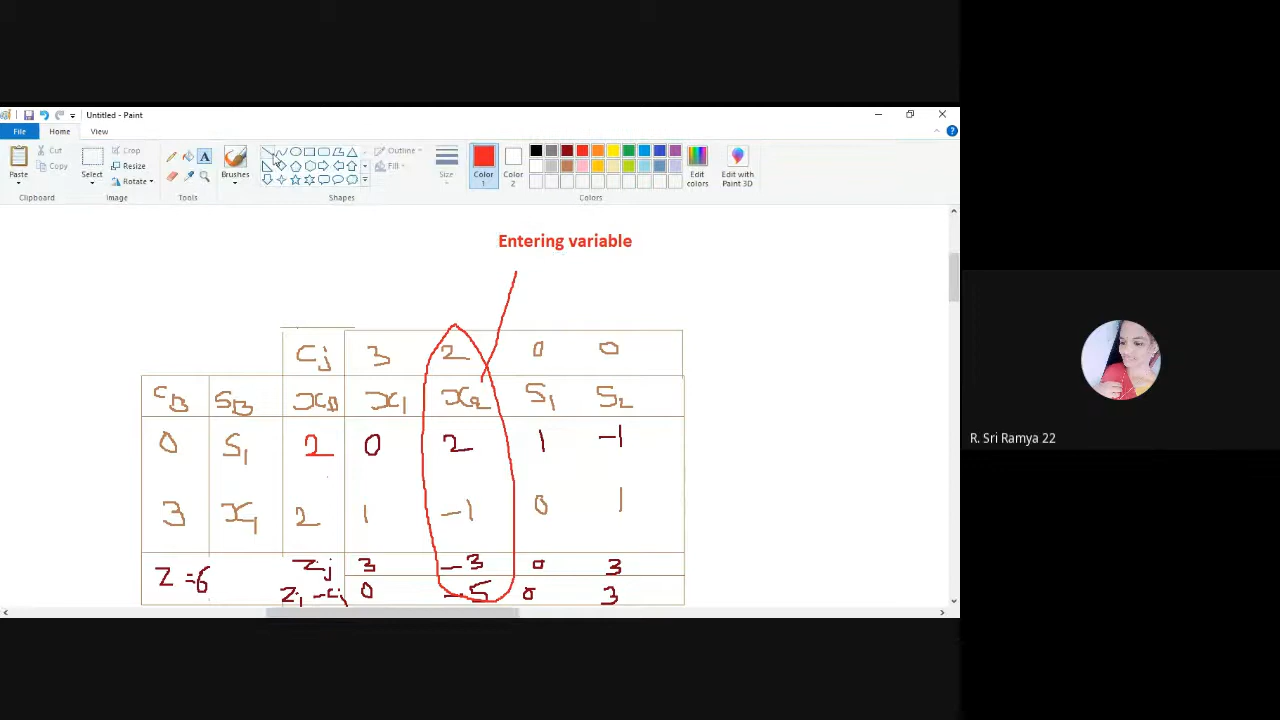 Untitled - Paint
File Home View
Cut
Copy
Paste
Clipboard
Crop
Resize
Rotate
Select
Image
A
Tools
Brushes
Outline
Fill
Shapes
Size
Color 1
Color 2
Colors
Edit colors
Edit with Paint 3D
Entering variable
Cj 3 2 0 0
CB SB xB x1 x2 S1 S2
0 S1 2 0 2 1 -1
3 x1 2 1 -1 0 1
Z = 6
Zj 3 -3 0 3
Zj - Cj 0 -5 0 3
R. Sri Ramya 22